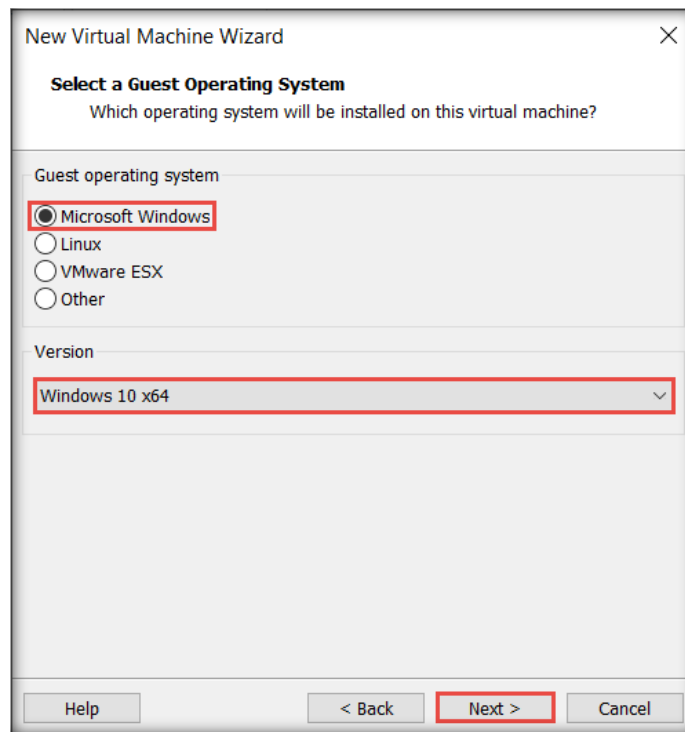 New Virtual Machine Wizard
Select a Guest Operating System
Which operating system will be installed on this virtual machine?
Guest operating system
Microsoft Windows
Linux
VMware ESX
Other
Version
Windows 10 x64
Help
< Back
Next >
Cancel